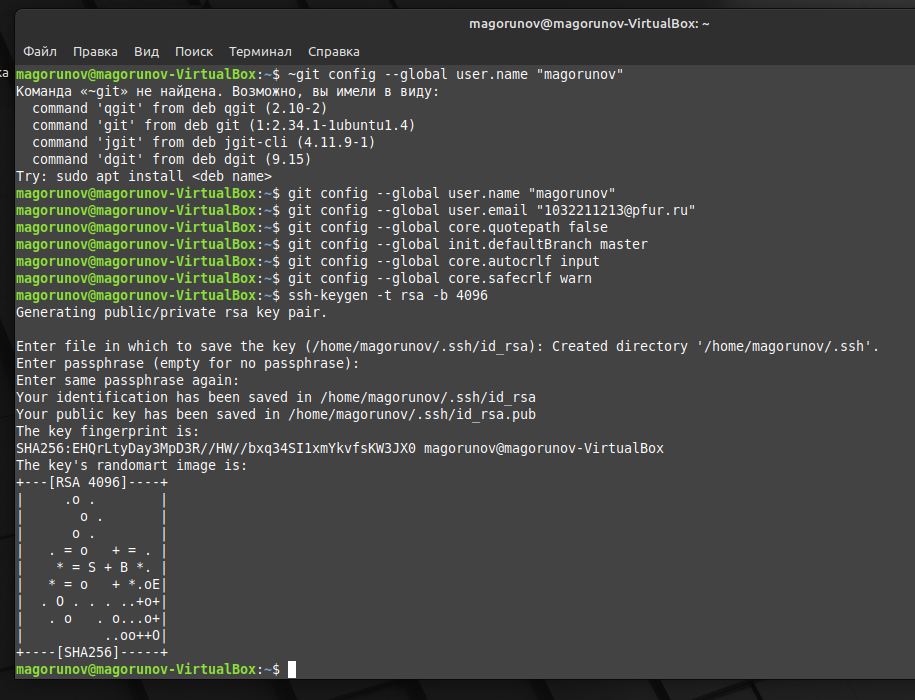 magorunov@magorunov-VirtualBox: ~
Файл Правка Вид Поиск Терминал Справка
ка
magorunov@magorunov-VirtualBox:~$ ~git config --global user.name "magorunov"
Команда «~git» не найдена. Возможно, вы имели в виду:
  command 'qgit' from deb qgit (2.10-2)
  command 'git' from deb git (1:2.34.1-1ubuntu1.4)
  command 'jgit' from deb jgit-cli (4.11.9-1)
  command 'dgit' from deb dgit (9.15)
Try: sudo apt install <deb name>
magorunov@magorunov-VirtualBox:~$ git config --global user.name "magorunov"
magorunov@magorunov-VirtualBox:~$ git config --global user.email "1032211213@pfur.ru"
magorunov@magorunov-VirtualBox:~$ git config --global core.quotepath false
magorunov@magorunov-VirtualBox:~$ git config --global init.defaultBranch master
magorunov@magorunov-VirtualBox:~$ git config --global core.autocrlf input
magorunov@magorunov-VirtualBox:~$ git config --global core.safecrlf warn
magorunov@magorunov-VirtualBox:~$ ssh-keygen -t rsa -b 4096
Generating public/private rsa key pair.

Enter file in which to save the key (/home/magorunov/.ssh/id_rsa): Created directory '/home/magorunov/.ssh'.
Enter passphrase (empty for no passphrase):
Enter same passphrase again:
Your identification has been saved in /home/magorunov/.ssh/id_rsa
Your public key has been saved in /home/magorunov/.ssh/id_rsa.pub
The key fingerprint is:
SHA256:EHQrLtyDay3MpD3R//HW//bxq34SI1xmYkvfsKW3JX0 magorunov@magorunov-VirtualBox
The key's randomart image is:
+---[RSA 4096]----+
|     .o .        |
|       o .       |
|      o .        |
|   . = o   + = . |
|    * = S + B *. |
|   * = o   + *.oE|
|  . O . . . ..+o+|
|   . o   . o...o+|
|          ..oo++O|
+----[SHA256]-----+
magorunov@magorunov-VirtualBox:~$